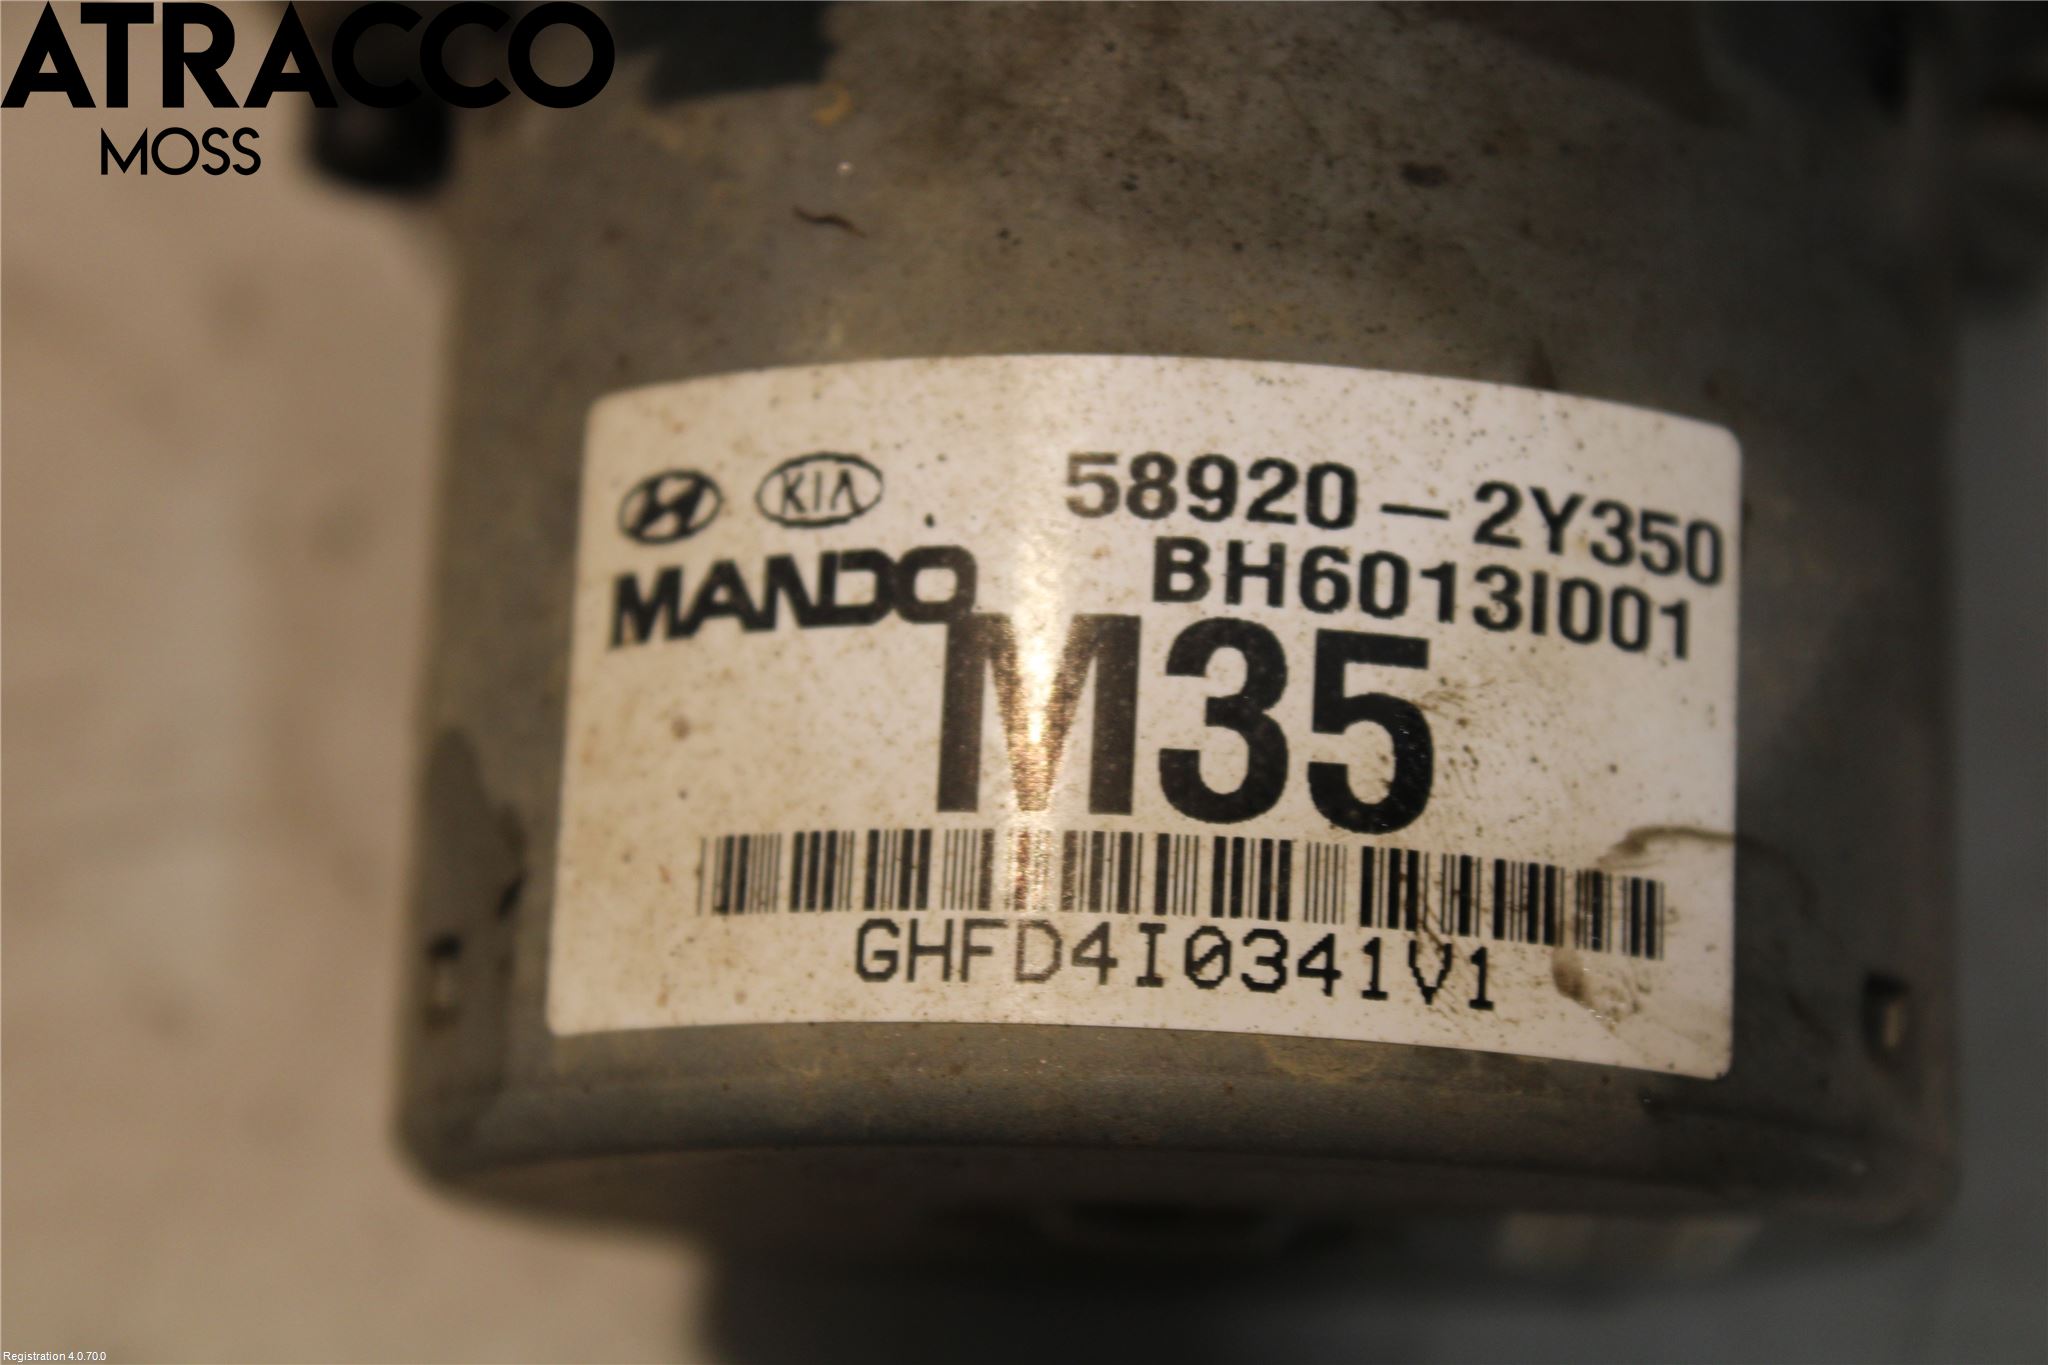 ATRACCO
MOSS
KIA 58920-2Y350
MANDO BH6013I001
M35
GHFD4I0341V1
Registration 4.0.70.0